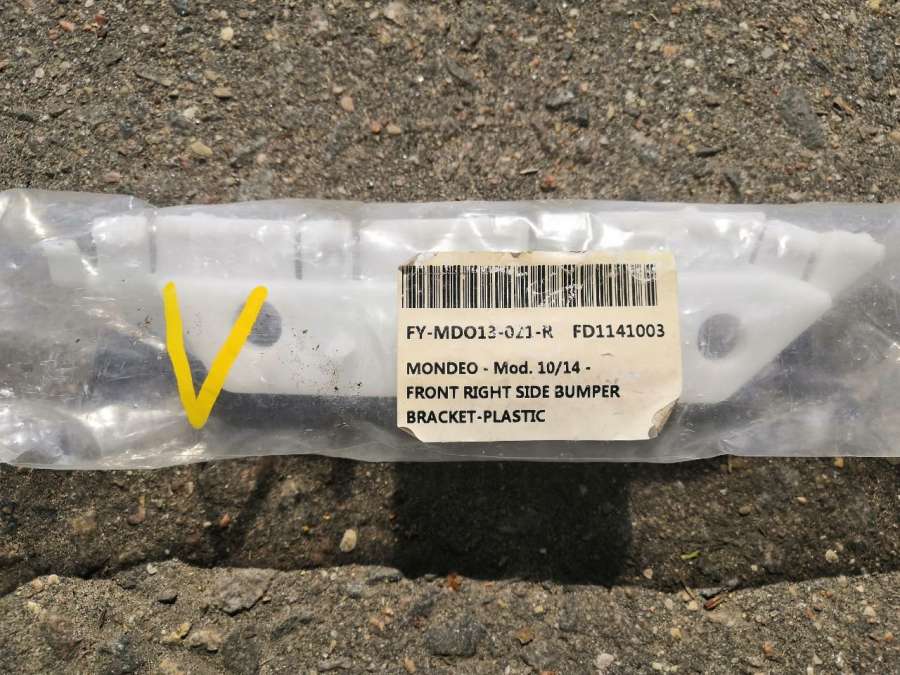 FY-MDO13-021-R FD1141003
MONDEO - Mod. 10/14 -
FRONT RIGHT SIDE BUMPER
BRACKET-PLASTIC